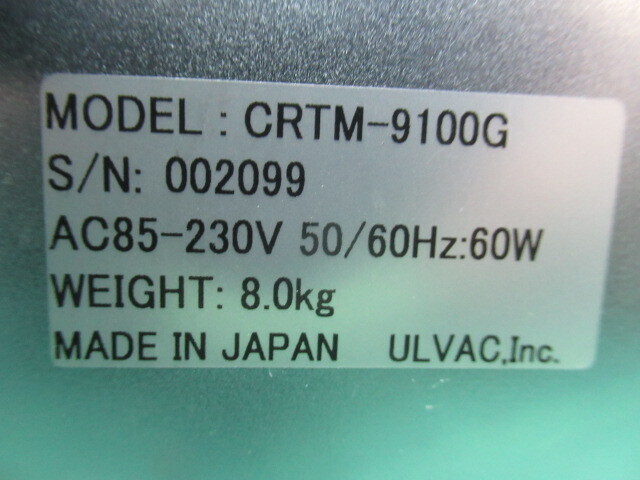 MODEL : CRTM-9100G
S/N: 002099
AC85-230V 50/60Hz:60W
WEIGHT: 8.0kg
MADE IN JAPAN ULVAC,Inc.